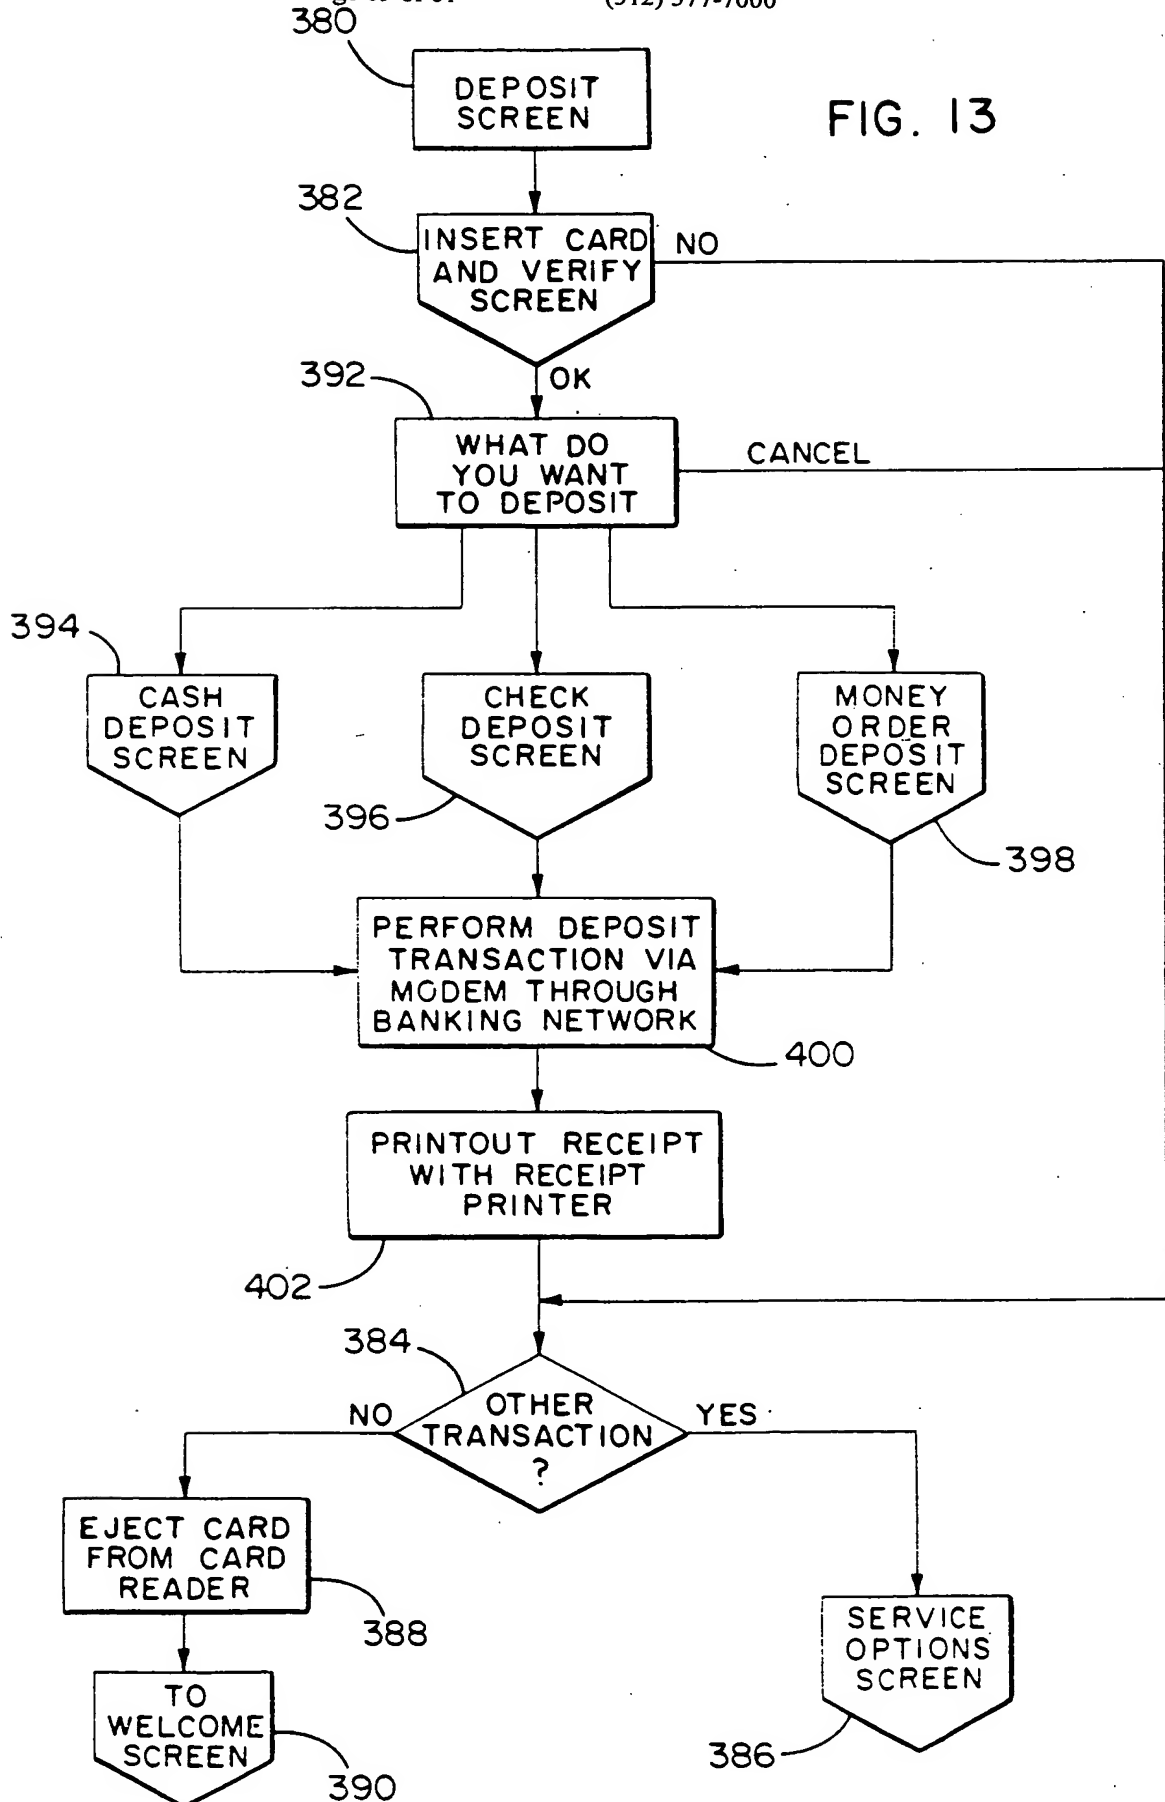 (312) 577-7000
380
DEPOSIT
SCREEN
FIG. 13
382
INSERT CARD
AND VERIFY
SCREEN
NO
OK
392
WHAT DO
YOU WANT
TO DEPOSIT
CANCEL
394
CASH
DEPOSIT
SCREEN
CHECK
DEPOSIT
SCREEN
396
MONEY
ORDER
DEPOSIT
SCREEN
398
PERFORM DEPOSIT
TRANSACTION VIA
MODEM THROUGH
BANKING NETWORK
400
PRINTOUT RECEIPT
WITH RECEIPT
PRINTER
402
384
OTHER
TRANSACTION
?
NO
YES
EJECT CARD
FROM CARD
READER
388
TO
WELCOME
SCREEN
390
SERVICE
OPTIONS
SCREEN
386